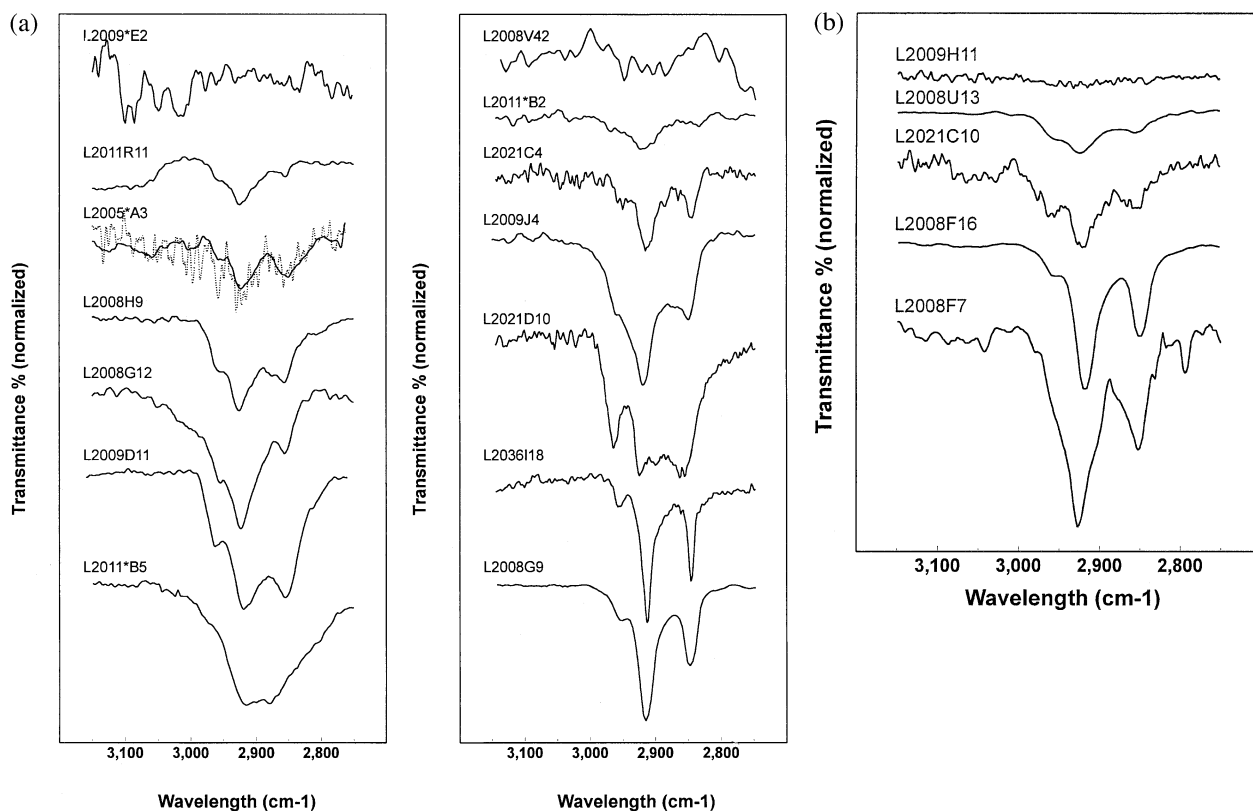 (a)
I.2009*E2
L2011R11
L2005*A3
L2008H9
L2008G12
L2009D11
L2011*B5
Transmittance % (normalized)
3,100 3,000 2,900 2,800
Wavelength (cm-1)
L2008V42
L2011*B2
L2021C4
L2009J4
L2021D10
L2036I18
L2008G9
Transmittance % (normalized)
3,100 3,000 2,900 2,800
Wavelength (cm-1)
(b)
L2009H11
L2008U13
L2021C10
L2008F16
L2008F7
Transmittance % (normalized)
3,100 3,000 2,900 2,800
Wavelength (cm-1)